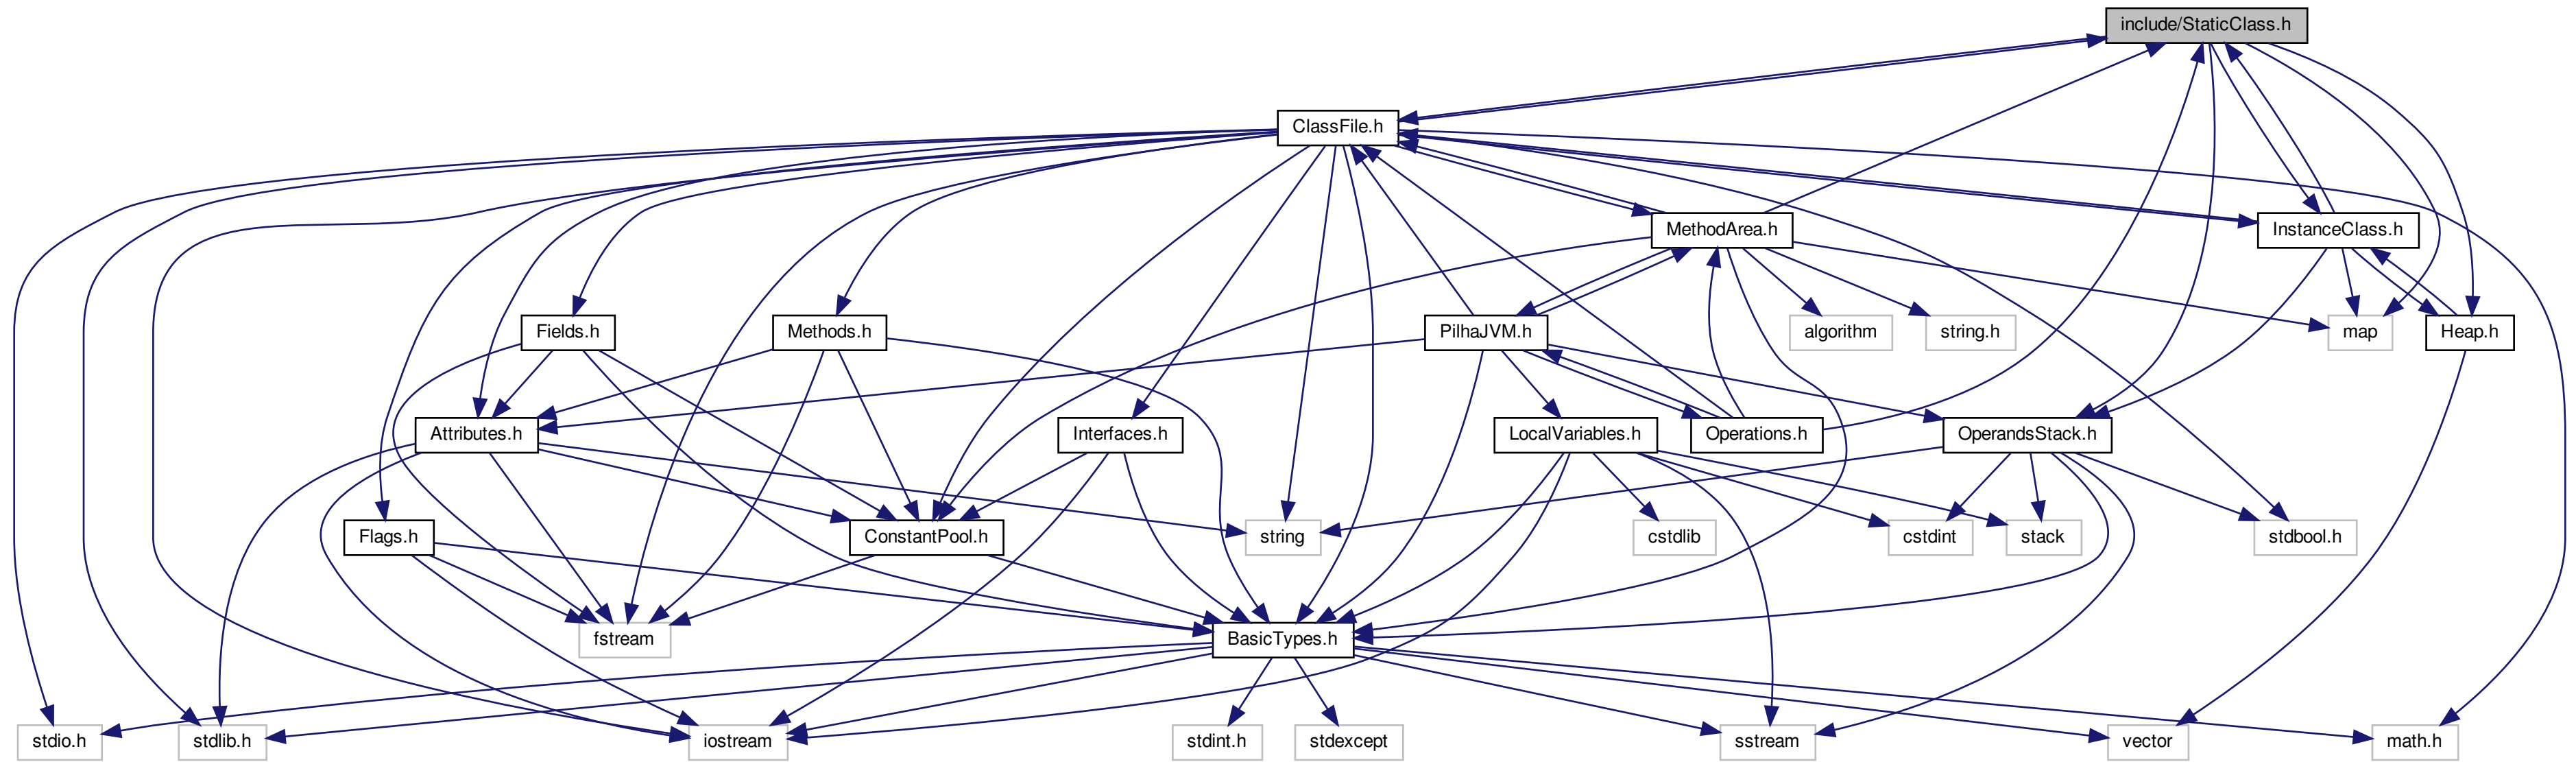 include/StaticClass.h
ClassFile.h
MethodArea.h
InstanceClass.h
Fields.h
Methods.h
PilhaJVM.h
algorithm
string.h
map
Heap.h
Attributes.h
Interfaces.h
LocalVariables.h
Operations.h
OperandsStack.h
Flags.h
ConstantPool.h
string
cstdlib
cstdint
stack
stdbool.h
fstream
BasicTypes.h
stdio.h
stdlib.h
iostream
stdint.h
stdexcept
sstream
vector
math.h